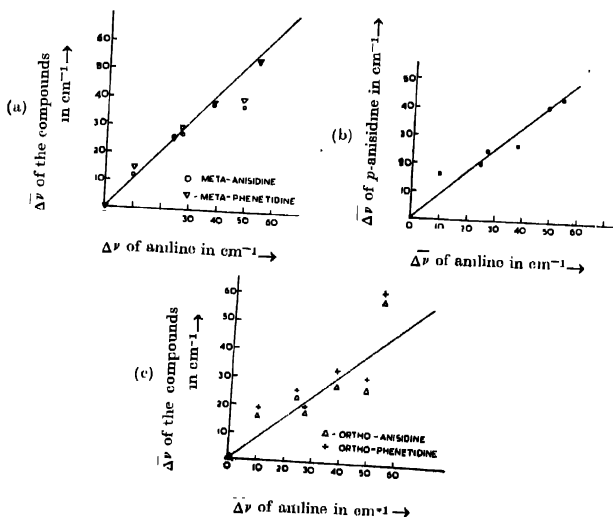 (a)
Δν̄ of the compounds
in cm⁻¹ →
60
50
40
30
20
10
O META-ANISIDINE
▽ -META-PHENETIDINE
0 10 20 30 40 50 60
Δν of aniline in cm⁻¹ →
(b)
Δν̄ of p-anisidine in cm⁻¹ →
50
40
30
20
10
0 10 20 30 40 50 60
Δν̄ of aniline in cm⁻¹ →
(c)
Δν̄ of the compounds
in cm⁻¹ →
60
50
40
30
20
10
△ - ORTHO-ANISIDINE
+ ORTHO-PHENETIDINE
0 10 20 30 40 50 60
Δν̄ of aniline in cm⁻¹ →